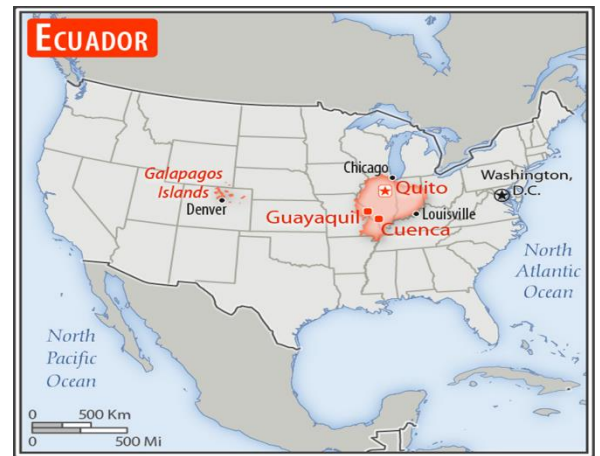 ECUADOR
Chicago
Washington,
D.C.
Galapagos
Islands
Quito
Denver
Guayaquil
Louisville
Cuenca
North
Atlantic
Ocean
North
Pacific
Ocean
0 500 Km
0 500 Mi